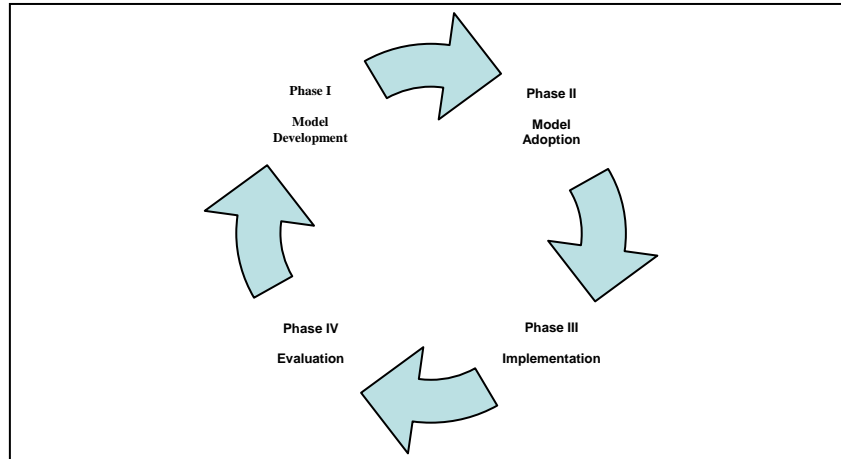 Phase I
Model
Development
Phase II
Model
Adoption
Phase III
Implementation
Phase IV
Evaluation